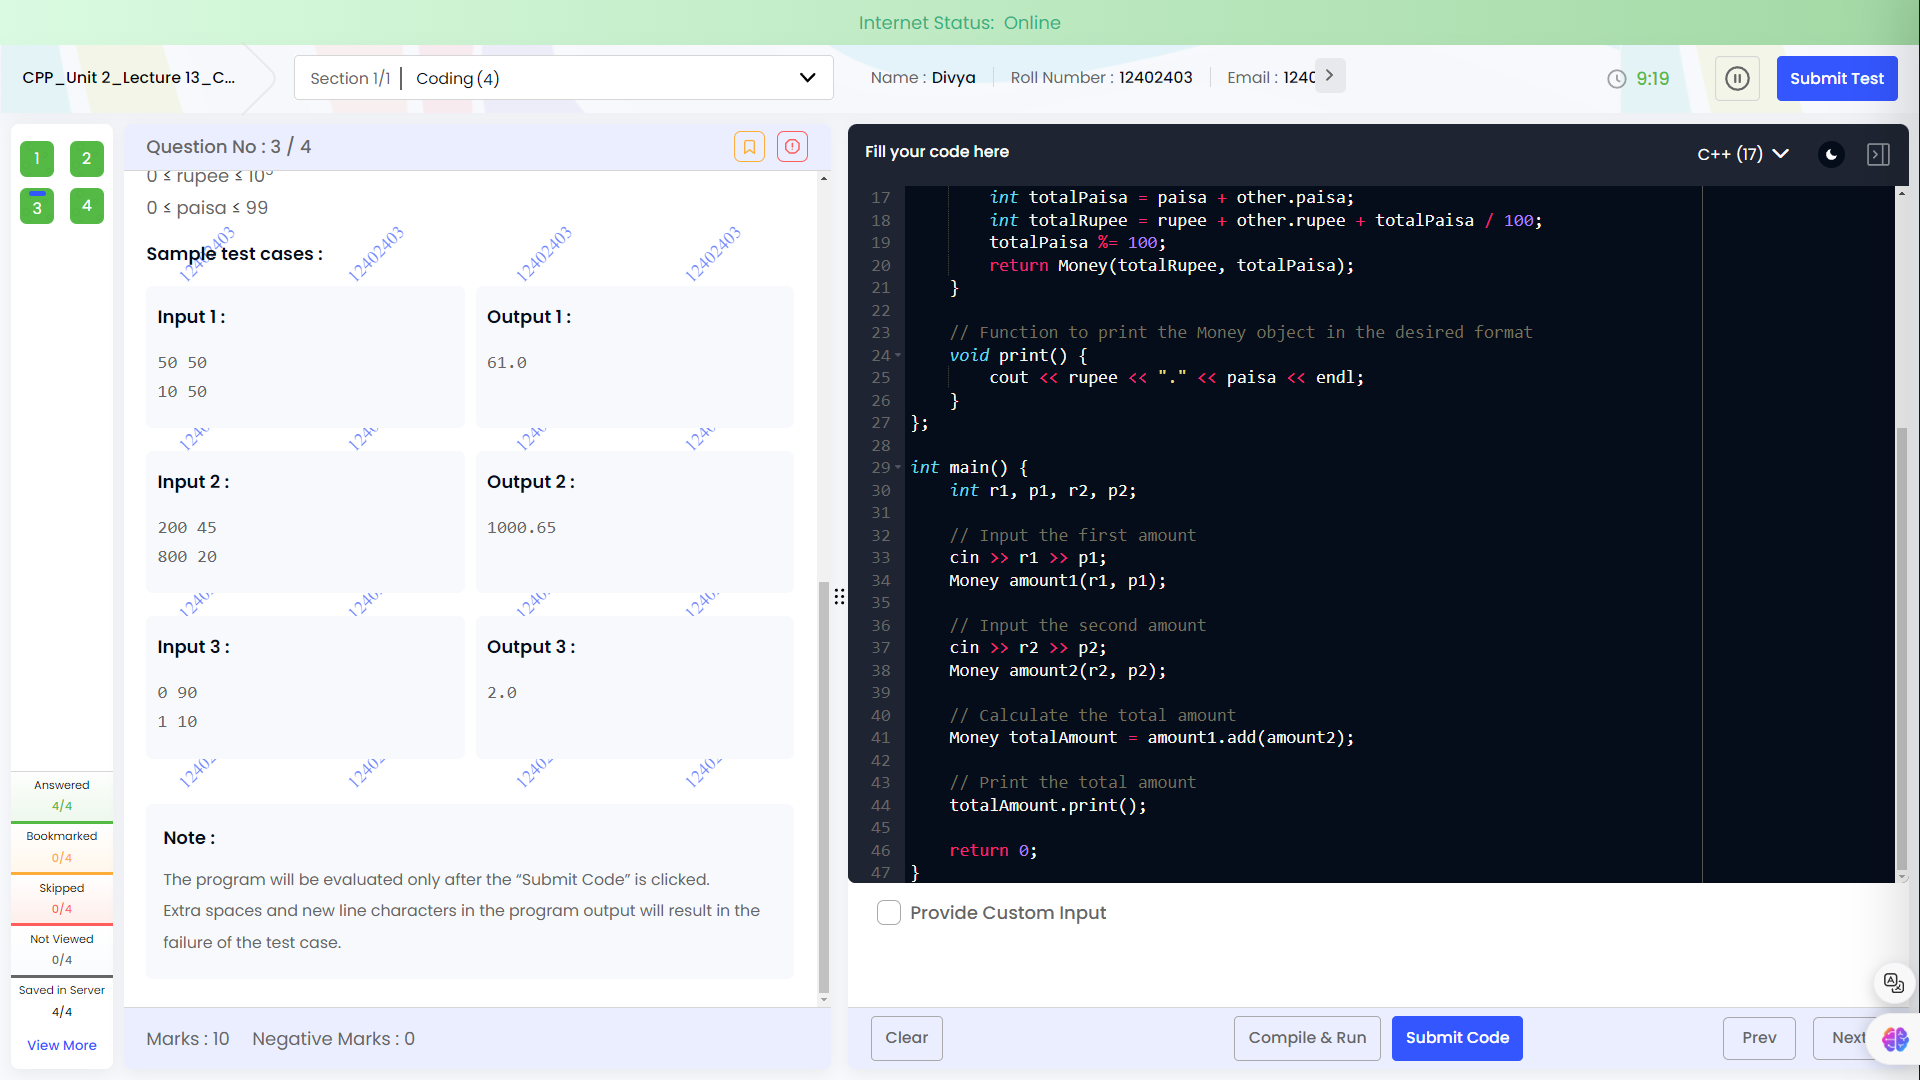 Internet Status: Online
CPP_Unit 2_Lecture 13_C...
Section 1/1 | Coding (4)
Name : Divya
Roll Number : 12402403
Email : 1240
9:19
Submit Test
1 2
3 4
Question No : 3 / 4
0 ≤ rupee ≤ 10
0 ≤ paisa ≤ 99
Sample test cases :
12402403 12402403 12402403 12402403
Input 1 :
50 50
10 50
Output 1 :
61.0
Input 2 :
200 45
800 20
Output 2 :
1000.65
Input 3 :
0 90
1 10
Output 3 :
2.0
Note :
The program will be evaluated only after the “Submit Code” is clicked.
Extra spaces and new line characters in the program output will result in the
failure of the test case.
Answered
4/4
Bookmarked
0/4
Skipped
0/4
Not Viewed
0/4
Saved in Server
4/4
View More
Marks : 10 Negative Marks : 0
Fill your code here
C++ (17)
17 int totalPaisa = paisa + other.paisa;
18 int totalRupee = rupee + other.rupee + totalPaisa / 100;
19 totalPaisa %= 100;
20 return Money(totalRupee, totalPaisa);
21 }
22
23 // Function to print the Money object in the desired format
24 void print() {
25 cout << rupee << "." << paisa << endl;
26 }
27 };
28
29 int main() {
30 int r1, p1, r2, p2;
31
32 // Input the first amount
33 cin >> r1 >> p1;
34 Money amount1(r1, p1);
35
36 // Input the second amount
37 cin >> r2 >> p2;
38 Money amount2(r2, p2);
39
40 // Calculate the total amount
41 Money totalAmount = amount1.add(amount2);
42
43 // Print the total amount
44 totalAmount.print();
45
46 return 0;
47 }
Provide Custom Input
Clear
Compile & Run
Submit Code
Prev
Next